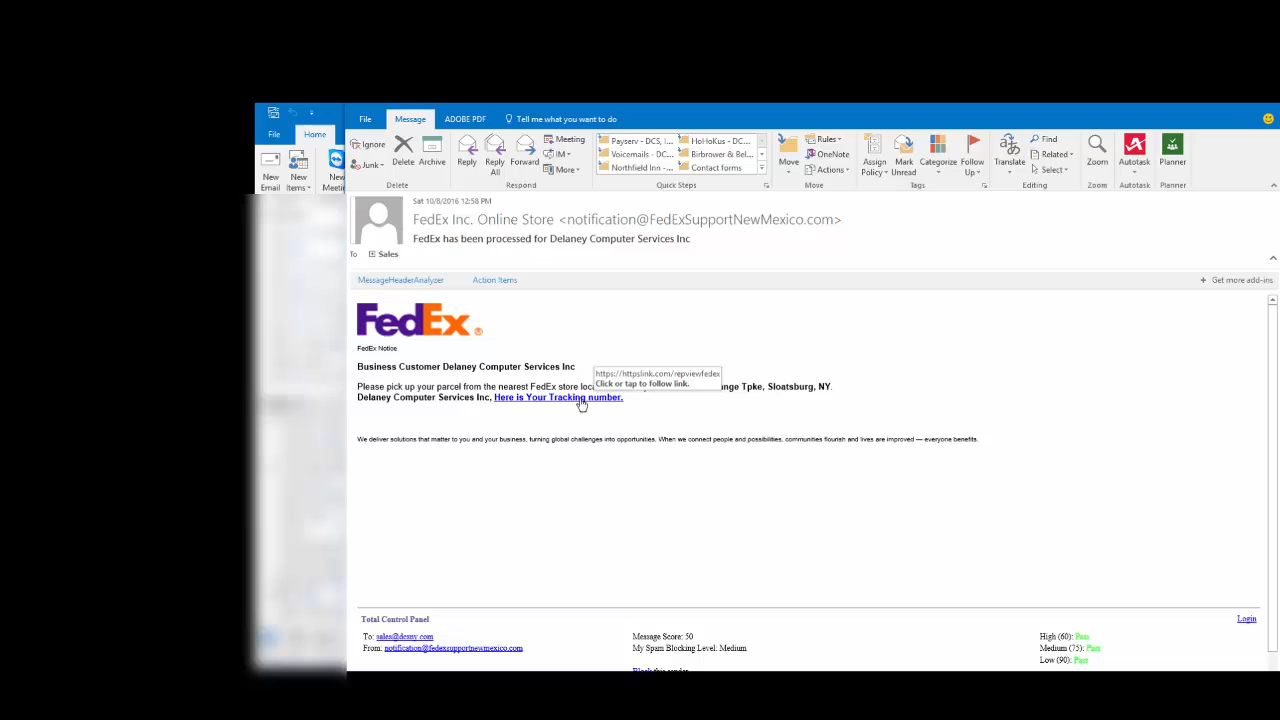 File
Home
New
Email
New
Items
New
File
Message
ADOBE PDF
Tell me what you want to do
Ignore
Junk
Delete
Archive
Delete
Reply
Reply
All
Forward
Meeting
IM
More
Respond
Payserv - DCS, I...
Voicemails - DC...
Northfield Inn -...
HoHoKus - DC...
Birbrower & Bel...
Contact forms
Quick Steps
Move
Rules
OneNote
Actions
Move
Assign
Policy
Mark
Unread
Categorize
Follow
Up
Tags
Translate
Find
Related
Select
Editing
Zoom
Zoom
Autotask
Autotask
Planner
Planner
Sat 10/8/2016 12:58 PM
FedEx Inc. Online Store <notification@FedExSupportNewMexico.com>
FedEx has been processed for Delaney Computer Services Inc
To Sales
MessageHeaderAnalyzer Action Items + Get more add-ins
FedEx®
FedEx Notice
Business Customer Delaney Computer Services Inc
https://httpslink.com/repviewfedex
Click or tap to follow link.
Please pick up your parcel from the nearest FedEx store Tpke, Sloatsburg, NY.
Delaney Computer Services Inc, Here is Your Tracking number.
We deliver solutions that matter to you and your business, turning global challenges into opportunities. When we connect people and possibilities, communities flourish and lives are improved — everyone benefits.
Total Control Panel Login
To: sales@dcsny.com Message Score: 50 High (60): Pass
From: notification@fedexsupportnewmexico.com My Spam Blocking Level: Medium Medium (75): Pass
Low (90): Pass